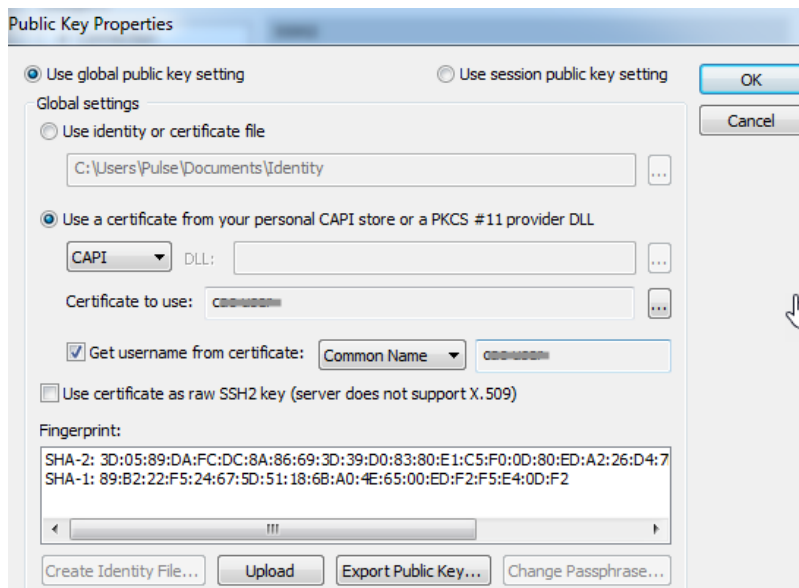 Public Key Properties
Use global public key setting Use session public key setting OK
Global settings
Cancel
Use identity or certificate file
C:\Users\Pulse\Documents\Identity ...
Use a certificate from your personal CAPI store or a PKCS #11 provider DLL
CAPI DLL: ...
Certificate to use: ...
Get username from certificate: Common Name
Use certificate as raw SSH2 key (server does not support X.509)
Fingerprint:
SHA-2: 3D:05:89:DA:FC:DC:8A:86:69:3D:39:D0:83:80:E1:C5:F0:0D:80:ED:A2:26:D4:7
SHA-1: 89:B2:22:F5:24:67:5D:51:18:6B:A0:4E:65:00:ED:F2:F5:E4:0D:F2
Create Identity File... Upload Export Public Key... Change Passphrase...